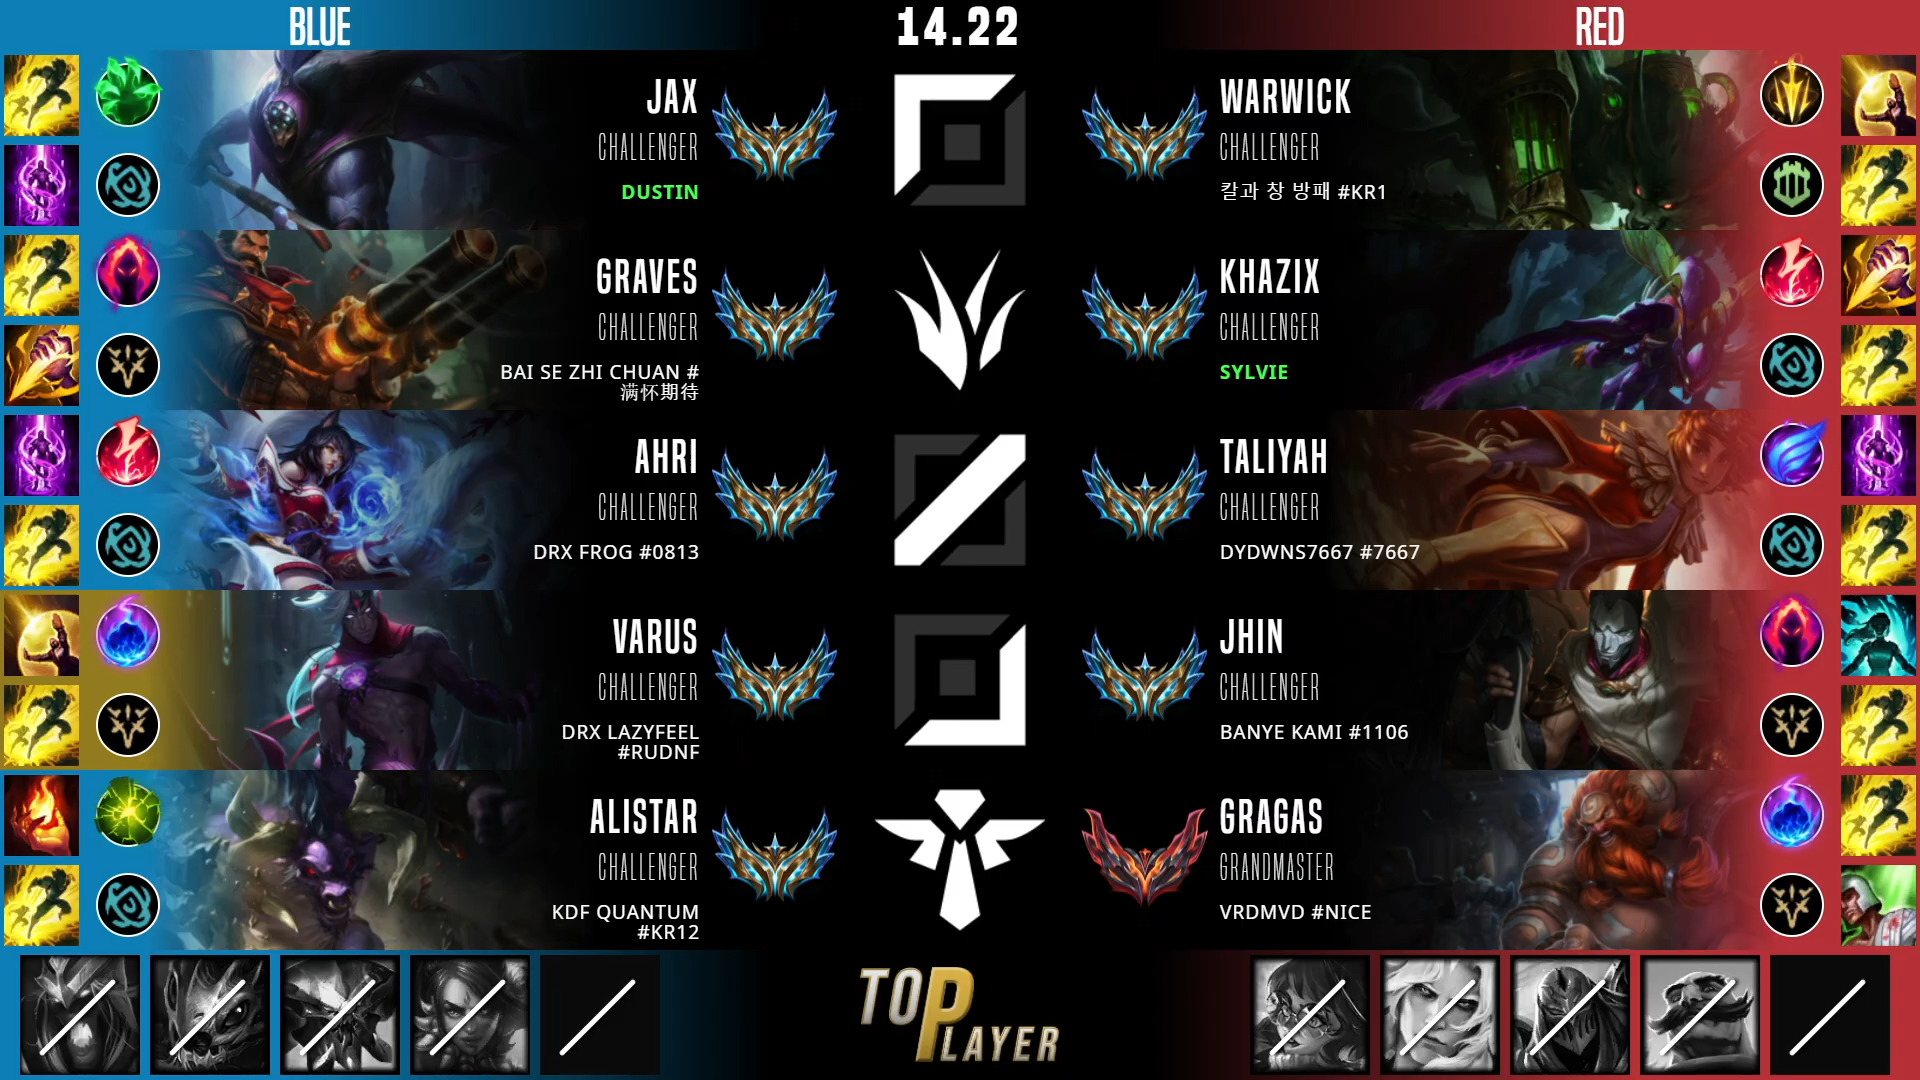 BLUE
14.22
RED
JAX
CHALLENGER
DUSTIN
WARWICK
CHALLENGER
칼과 창 방패 #KR1
GRAVES
CHALLENGER
BAI SE ZHI CHUAN #
满怀期待
KHAZIX
CHALLENGER
SYLVIE
AHRI
CHALLENGER
DRX FROG #0813
TALIYAH
CHALLENGER
DYDWNS7667 #7667
VARUS
CHALLENGER
DRX LAZYFEEL
#RUDNF
JHIN
CHALLENGER
BANYE KAMI #1106
ALISTAR
CHALLENGER
KDF QUANTUM
#KR12
GRAGAS
GRANDMASTER
VRDMVD #NICE
TOP
PLAYER